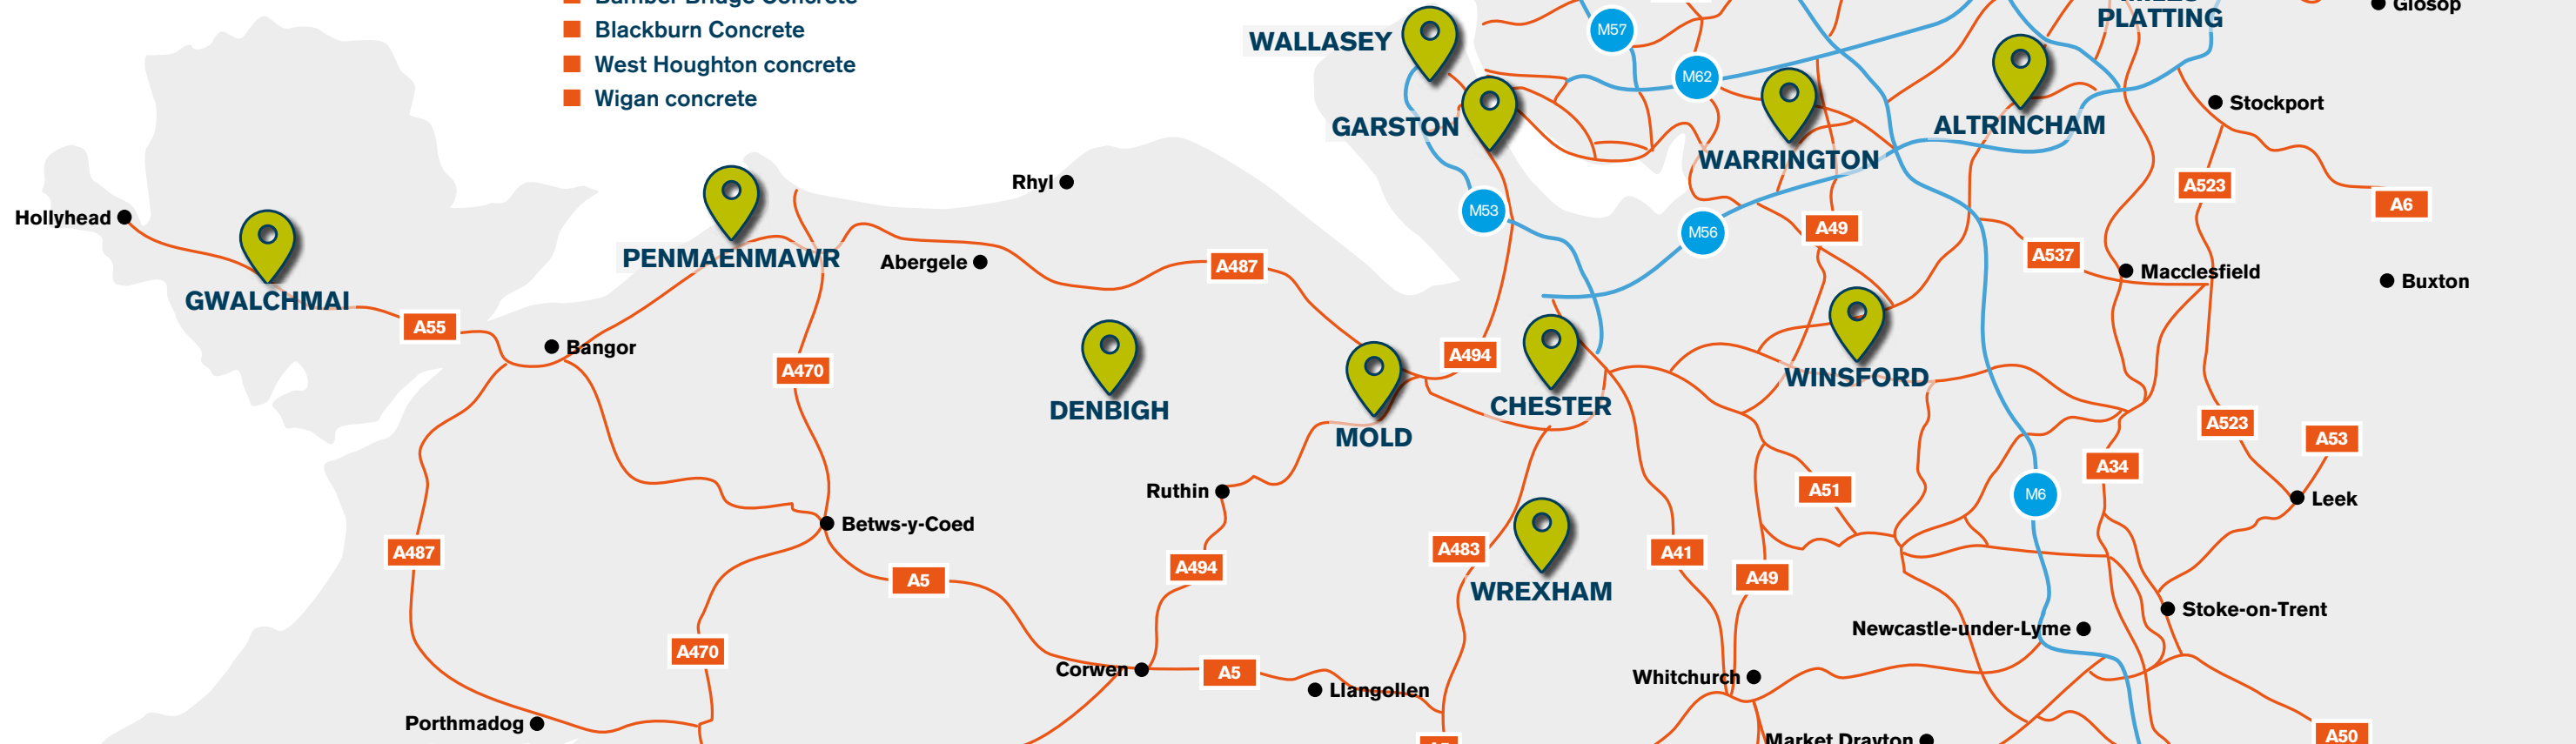 Bamber Bridge Concrete
Blackburn Concrete
West Houghton concrete
Wigan concrete
Glosop
PLATTING
M57
WALLASEY
M62
Stockport
GARSTON
ALTRINCHAM
WARRINGTON
Rhyl
A523
A6
Hollyhead
M53
A49
M56
PENMAENMAWR
Abergele
A487
A537
Macclesfield
Buxton
GWALCHMAI
A55
Bangor
A494
A470
WINSFORD
DENBIGH
CHESTER
MOLD
A523
A53
A34
Ruthin
A51
M6
Leek
Betws-y-Coed
A487
A483
A41
A494
A49
A5
WREXHAM
Stoke-on-Trent
Newcastle-under-Lyme
A470
Corwen
A5
Whitchurch
Llangollen
Porthmadog
A50
Market Drayton